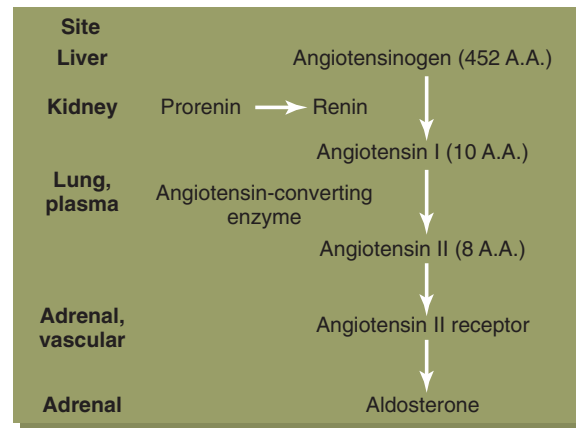 Site
Liver Angiotensinogen (452 A.A.)
Kidney Prorenin Renin
Angiotensin I (10 A.A.)
Lung,
plasma
Angiotensin-converting
enzyme
Angiotensin II (8 A.A.)
Adrenal,
vascular
Angiotensin II receptor
Adrenal Aldosterone